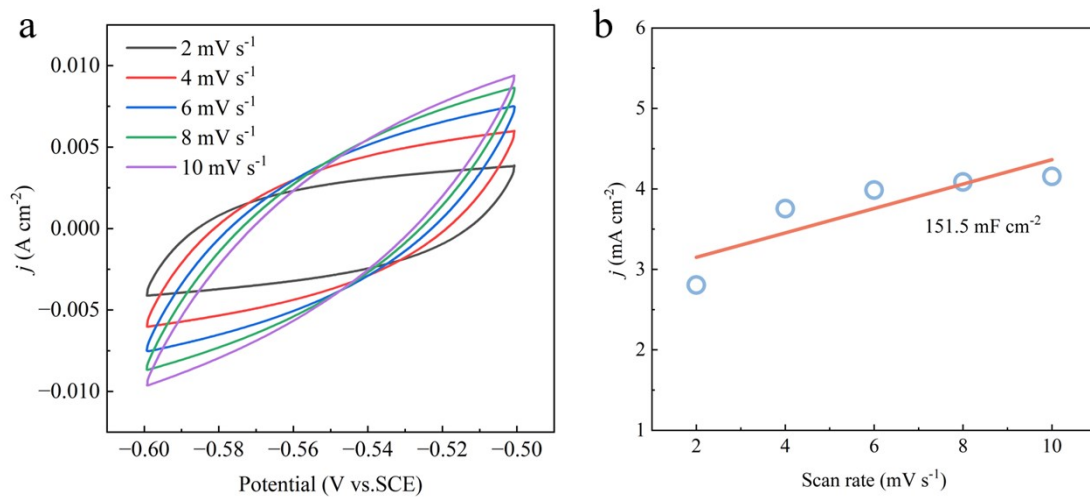 a
2 mV s⁻¹
4 mV s⁻¹
6 mV s⁻¹
8 mV s⁻¹
10 mV s⁻¹
0.010
0.005
0.000
−0.005
−0.010
j (A cm⁻²)
−0.60
−0.58
−0.56
−0.54
−0.52
−0.50
Potential (V vs.SCE)
b
6
5
4
3
2
1
j (mA cm⁻²)
151.5 mF cm⁻²
2
4
6
8
10
Scan rate (mV s⁻¹)